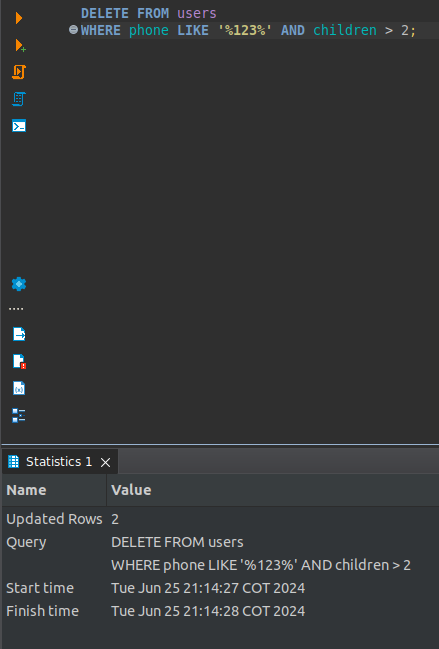 DELETE FROM users
WHERE phone LIKE '%123%' AND children > 2;
Statistics 1
Name Value
Updated Rows 2
Query DELETE FROM users
WHERE phone LIKE '%123%' AND children > 2
Start time Tue Jun 25 21:14:27 COT 2024
Finish time Tue Jun 25 21:14:28 COT 2024